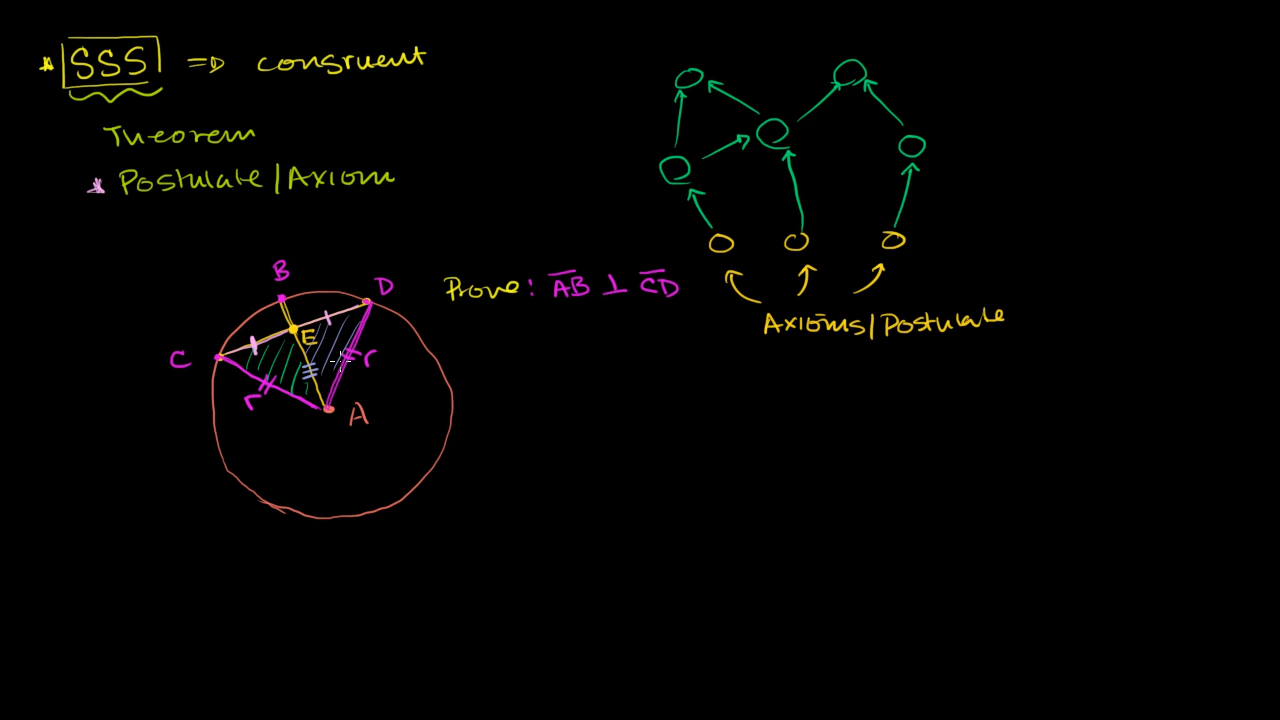 * SSS => congruent
Theorem
* Postulate/Axiom
B
D
Prove: AB ⊥ CD
E
C
r
r
A
Axioms/Postulate